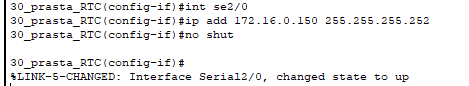 30_prasta_RTC(config-if)#int se2/0
30_prasta_RTC(config-if)#ip add 172.16.0.150 255.255.255.252
30_prasta_RTC(config-if)#no shut
30_prasta_RTC(config-if)#
%LINK-5-CHANGED: Interface Serial2/0, changed state to up